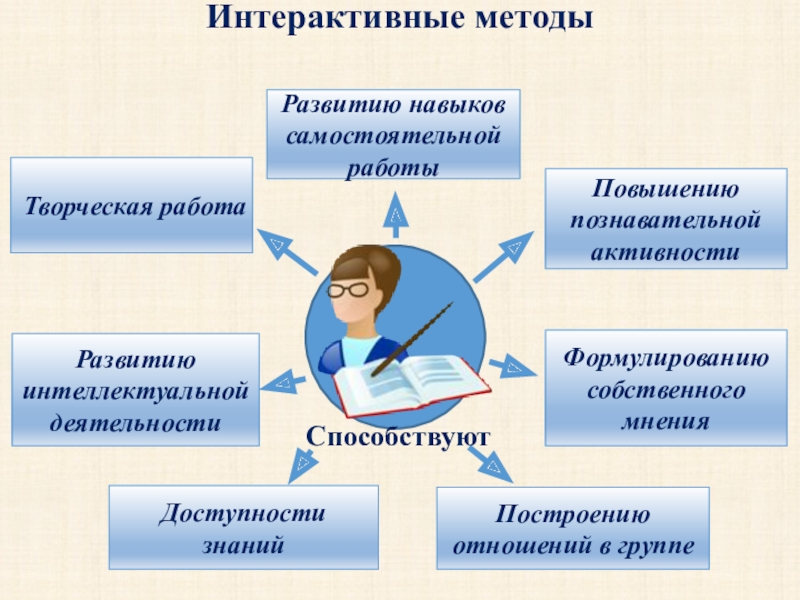 Интерактивные методы
Развитию навыков
самостоятельной
работы
Творческая работа
Повышению
познавательной
активности
Развитию
интеллектуальной
деятельности
Формулированию
собственного
мнения
Способствуют
Доступности
знаний
Построению
отношений в группе